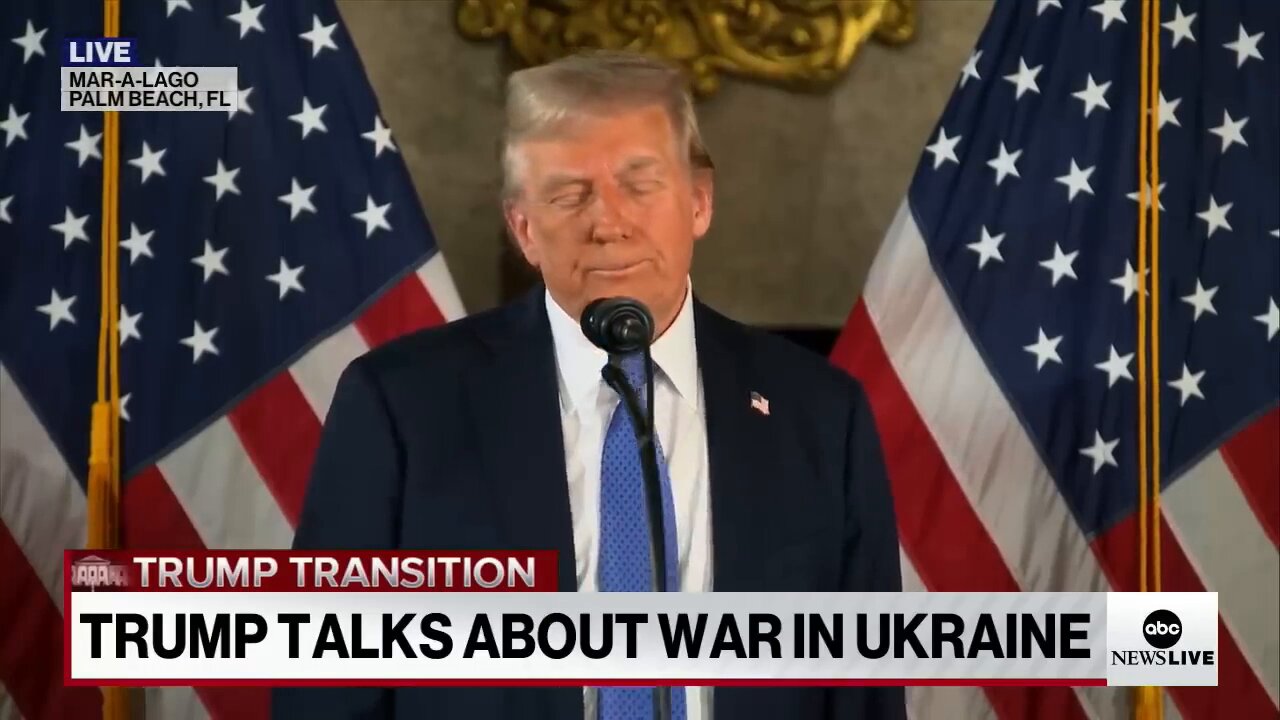 LIVE
MAR-A-LAGO
PALM BEACH, FL
TRUMP TRANSITION
TRUMP TALKS ABOUT WAR IN UKRAINE
abc
NEWS LIVE